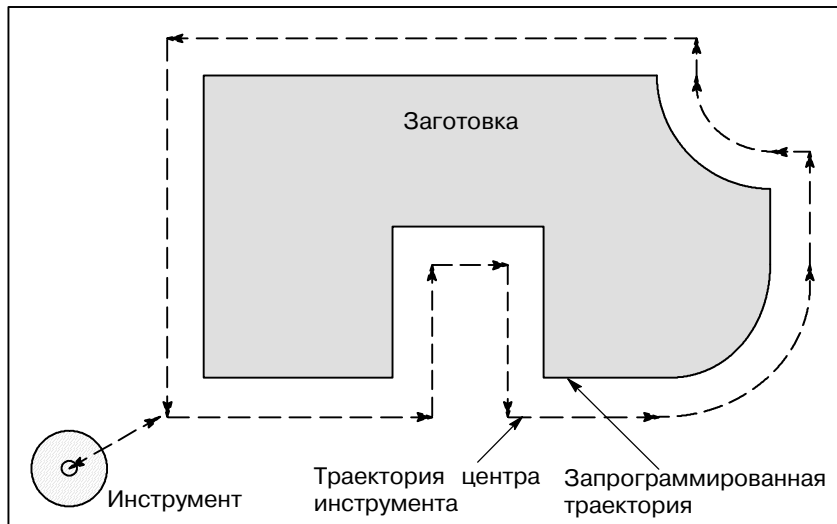 Заготовка
Инструмент
Траектория центра
инструмента
Запрограммированная
траектория